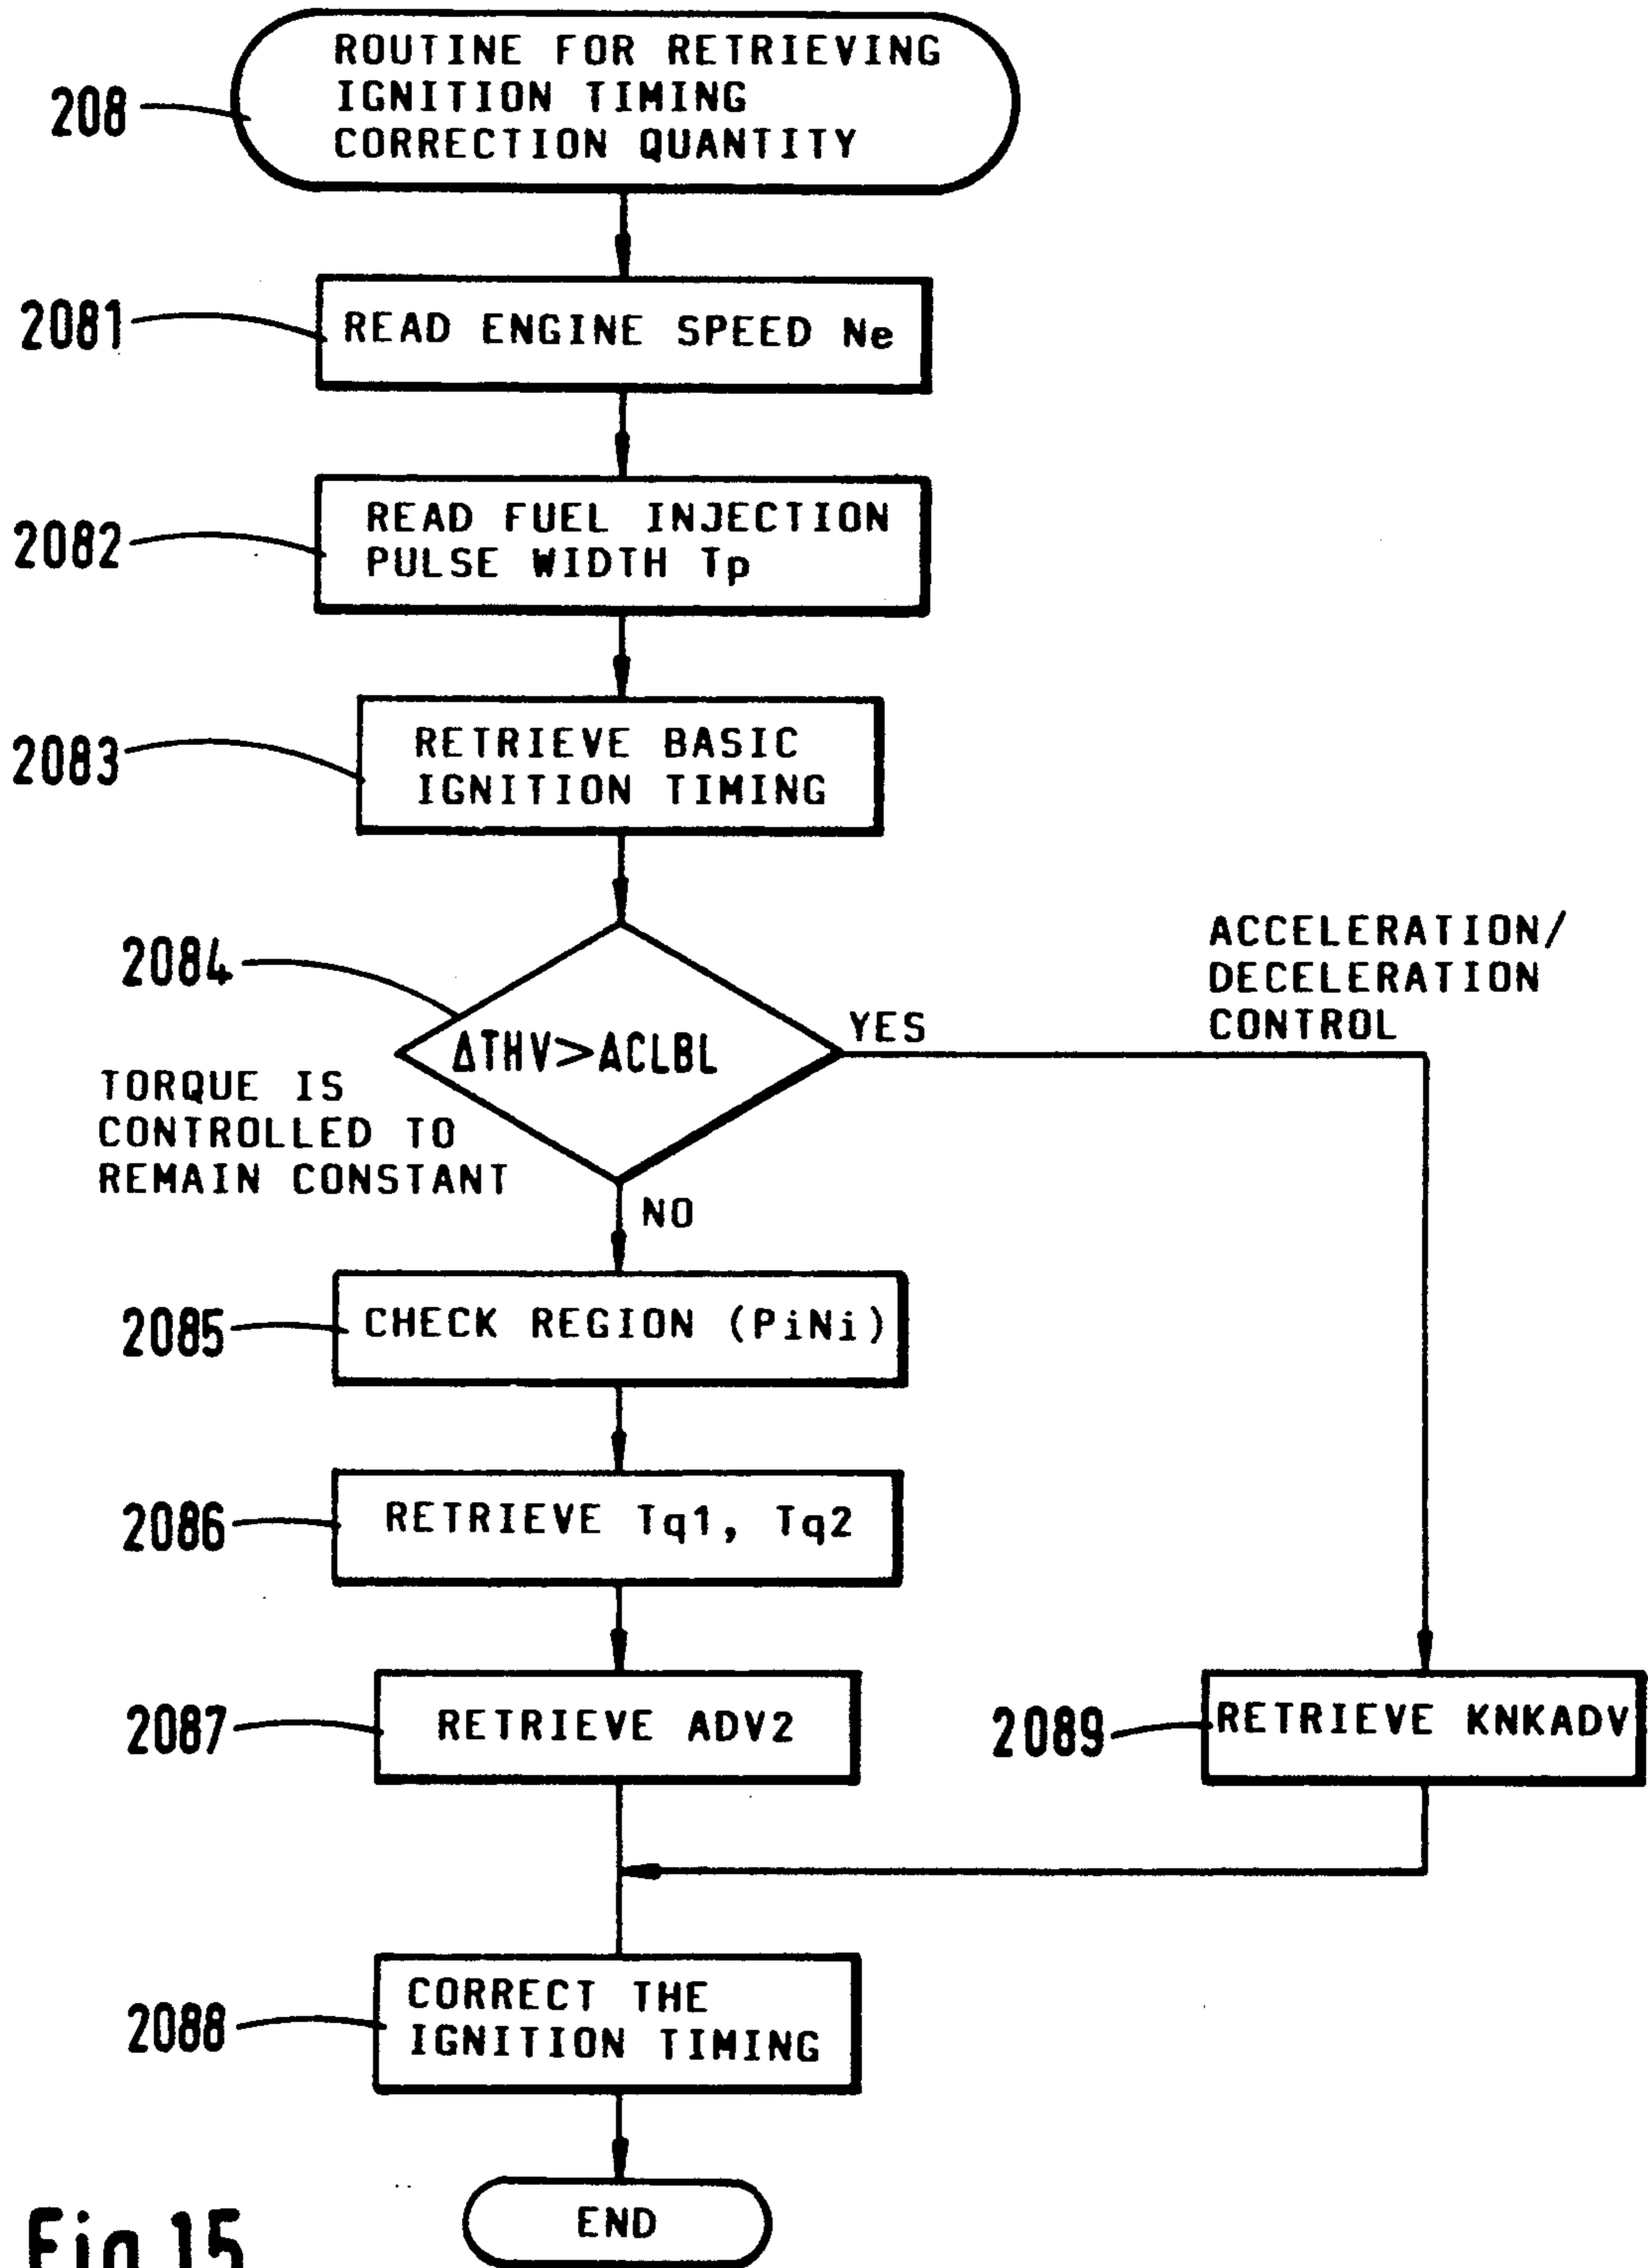 ROUTINE FOR RETRIEVING
IGNITION TIMING
CORRECTION QUANTITY
208
2081
READ ENGINE SPEED Ne
2082
READ FUEL INJECTION
PULSE WIDTH Tp
2083
RETRIEVE BASIC
IGNITION TIMING
2084
ΔTHV>ACLBL
YES
ACCELERATION/
DECELERATION
CONTROL
TORQUE IS
CONTROLLED TO
REMAIN CONSTANT
NO
2085
CHECK REGION (PiNi)
2086
RETRIEVE Tq1, Tq2
2087
RETRIEVE ADV2
2089
RETRIEVE KNKADV
2088
CORRECT THE
IGNITION TIMING
END
Fig.15